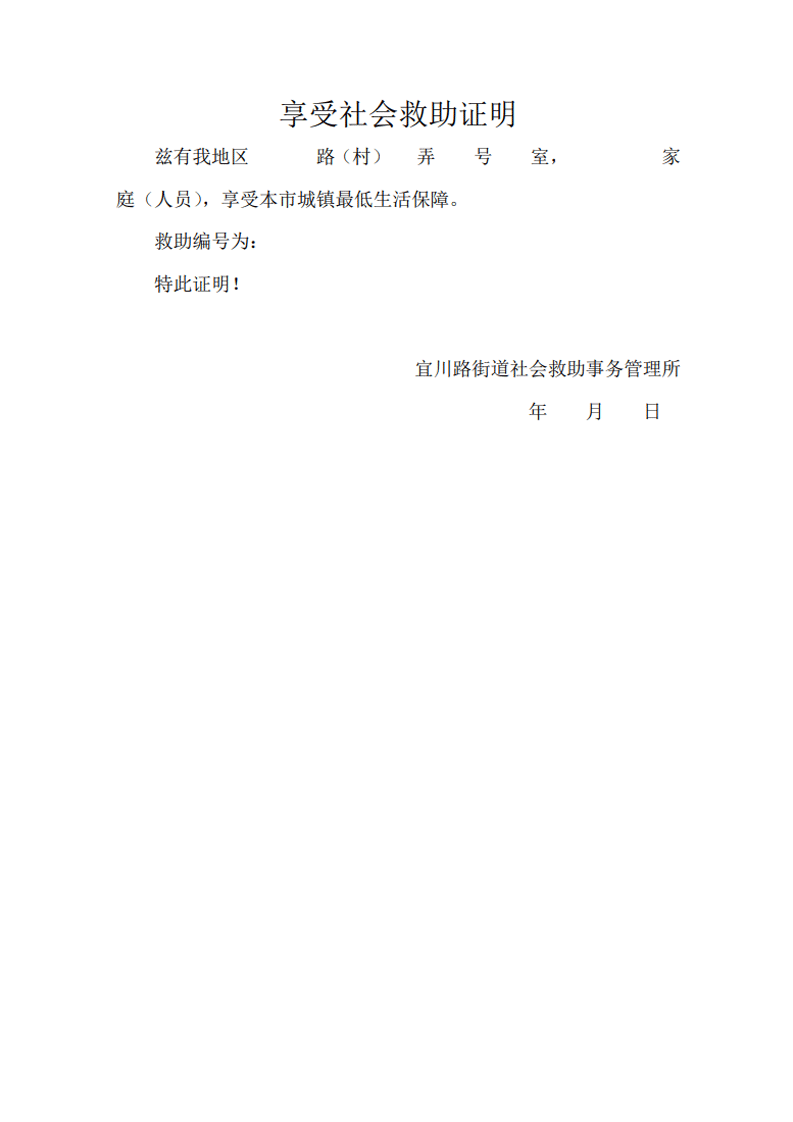 享受社会救助证明
兹有我地区　　　路（村）　弄　　号　　室，　　　　　家
庭（人员），享受本市城镇最低生活保障。
救助编号为：
特此证明！
宜川路街道社会救助事务管理所
年　　月　　日